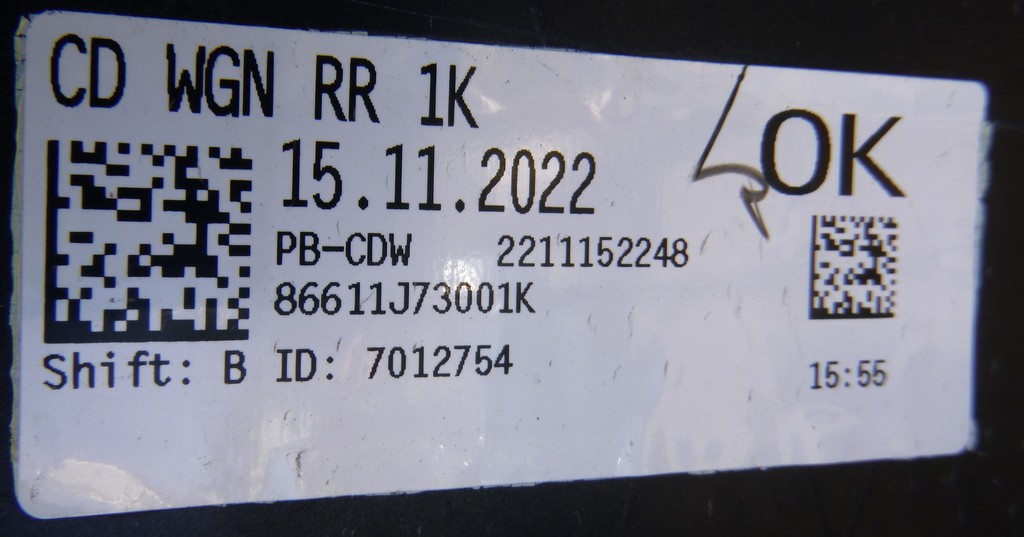 CD WGN RR 1K
OK
15.11.2022
PB-CDW 2211152248
86611J73001K
Shift: B ID: 7012754
15:55